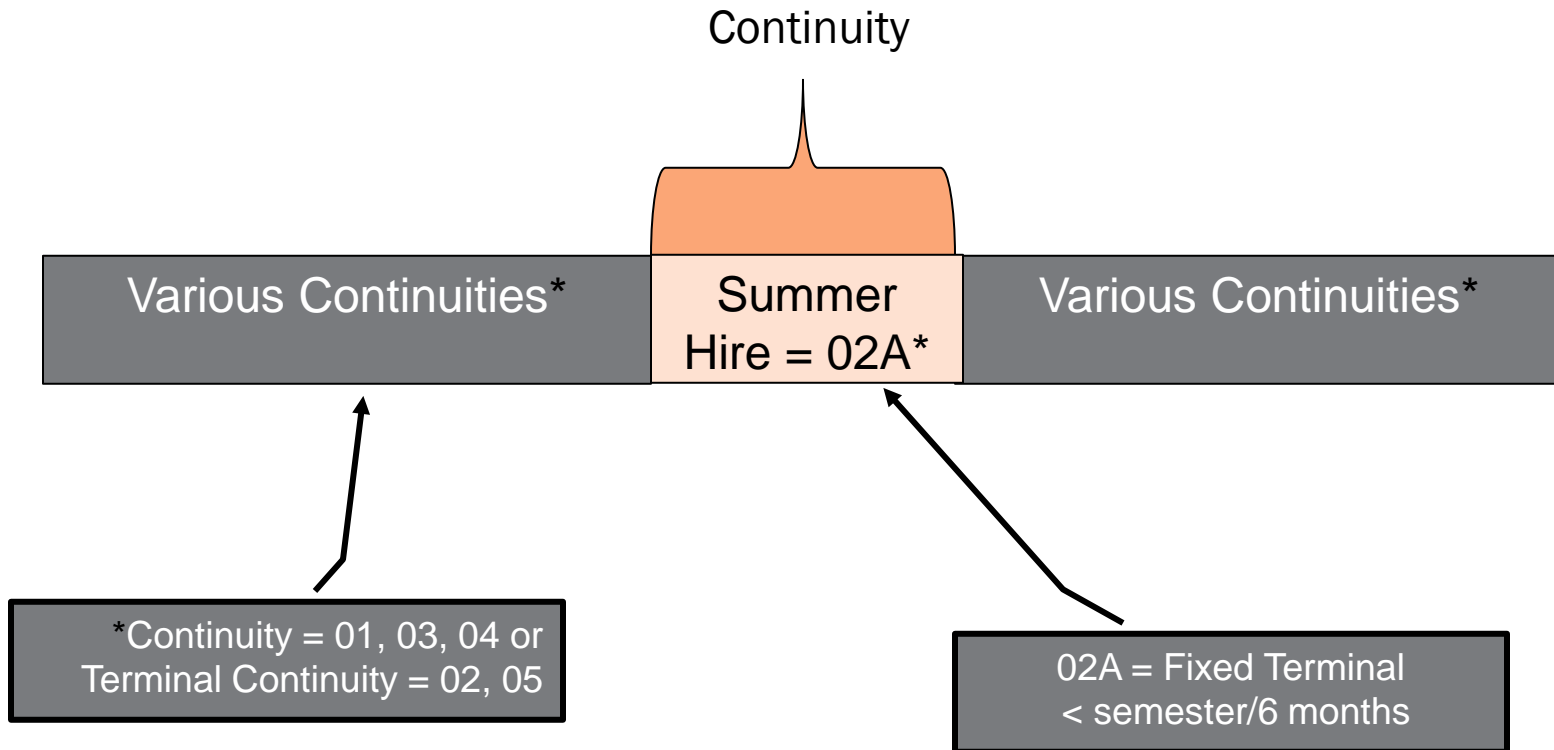 Continuity
Various Continuities*
Summer
Hire = 02A*
Various Continuities*
*Continuity = 01, 03, 04 or
Terminal Continuity = 02, 05
02A = Fixed Terminal
< semester/6 months